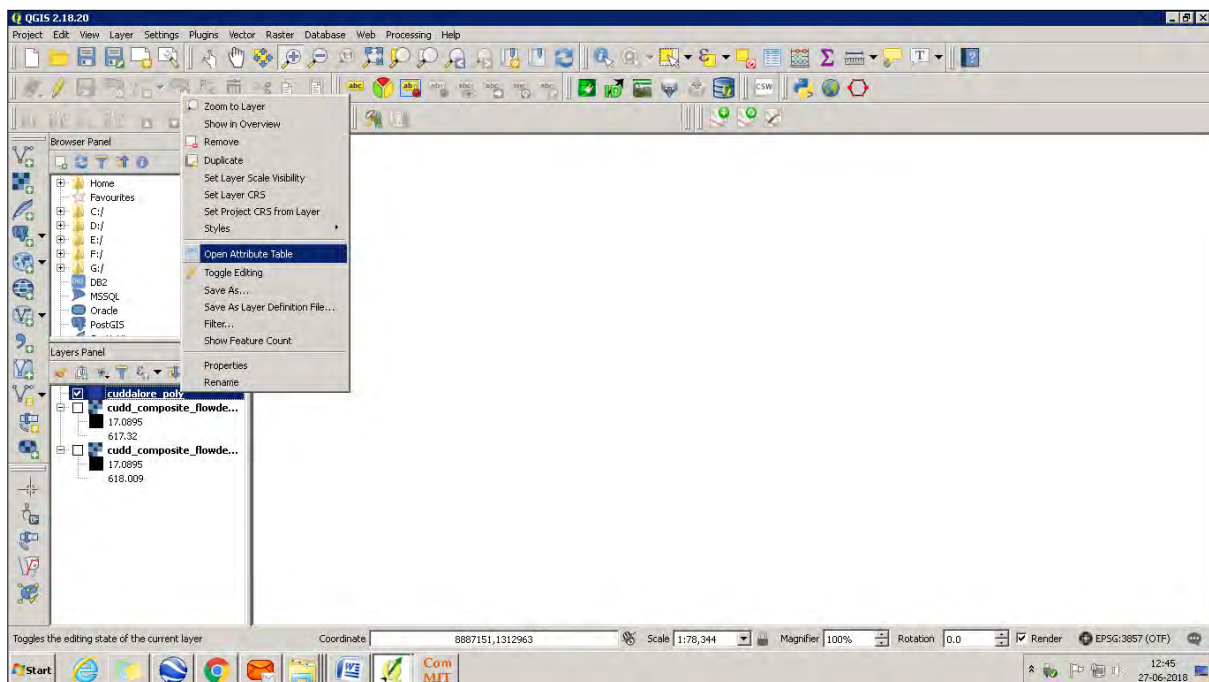 QGIS 2.18.20
Project Edit View Layer Settings Plugins Vector Raster Database Web Processing Help
abc abc CSW
Zoom to Layer
Show in Overview
Browser Panel
Remove
Duplicate
Home
Set Layer Scale Visibility
Favourites
Set Layer CRS
C:/
Set Project CRS from Layer
D:/
Styles
E:/
F:/
Open Attribute Table
G:/
Toggle Editing
DB2
Save As...
MSSQL
Save As Layer Definition File...
Oracle
Filter...
PostGIS
Show Feature Count
Layers Panel
Properties
Rename
cuddalore_poly
cudd_composite_flowde...
17.0895
617.32
cudd_composite_flowde...
17.0895
618.009
Toggles the editing state of the current layer Coordinate 8887151,1312963 Scale 1:78,344 Magnifier 100% Rotation 0.0 Render EPSG:3857 (OTF)
Start Com MIT 12:45
27-06-2018